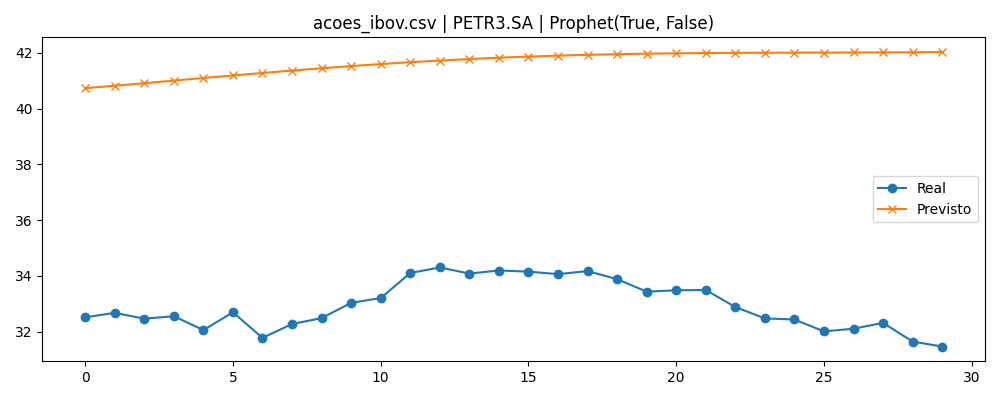 acoes_ibov.csv | PETR3.SA | Prophet(True, False)
42
40
38
36
34
32
Real
Previsto
0 5 10 15 20 25 30